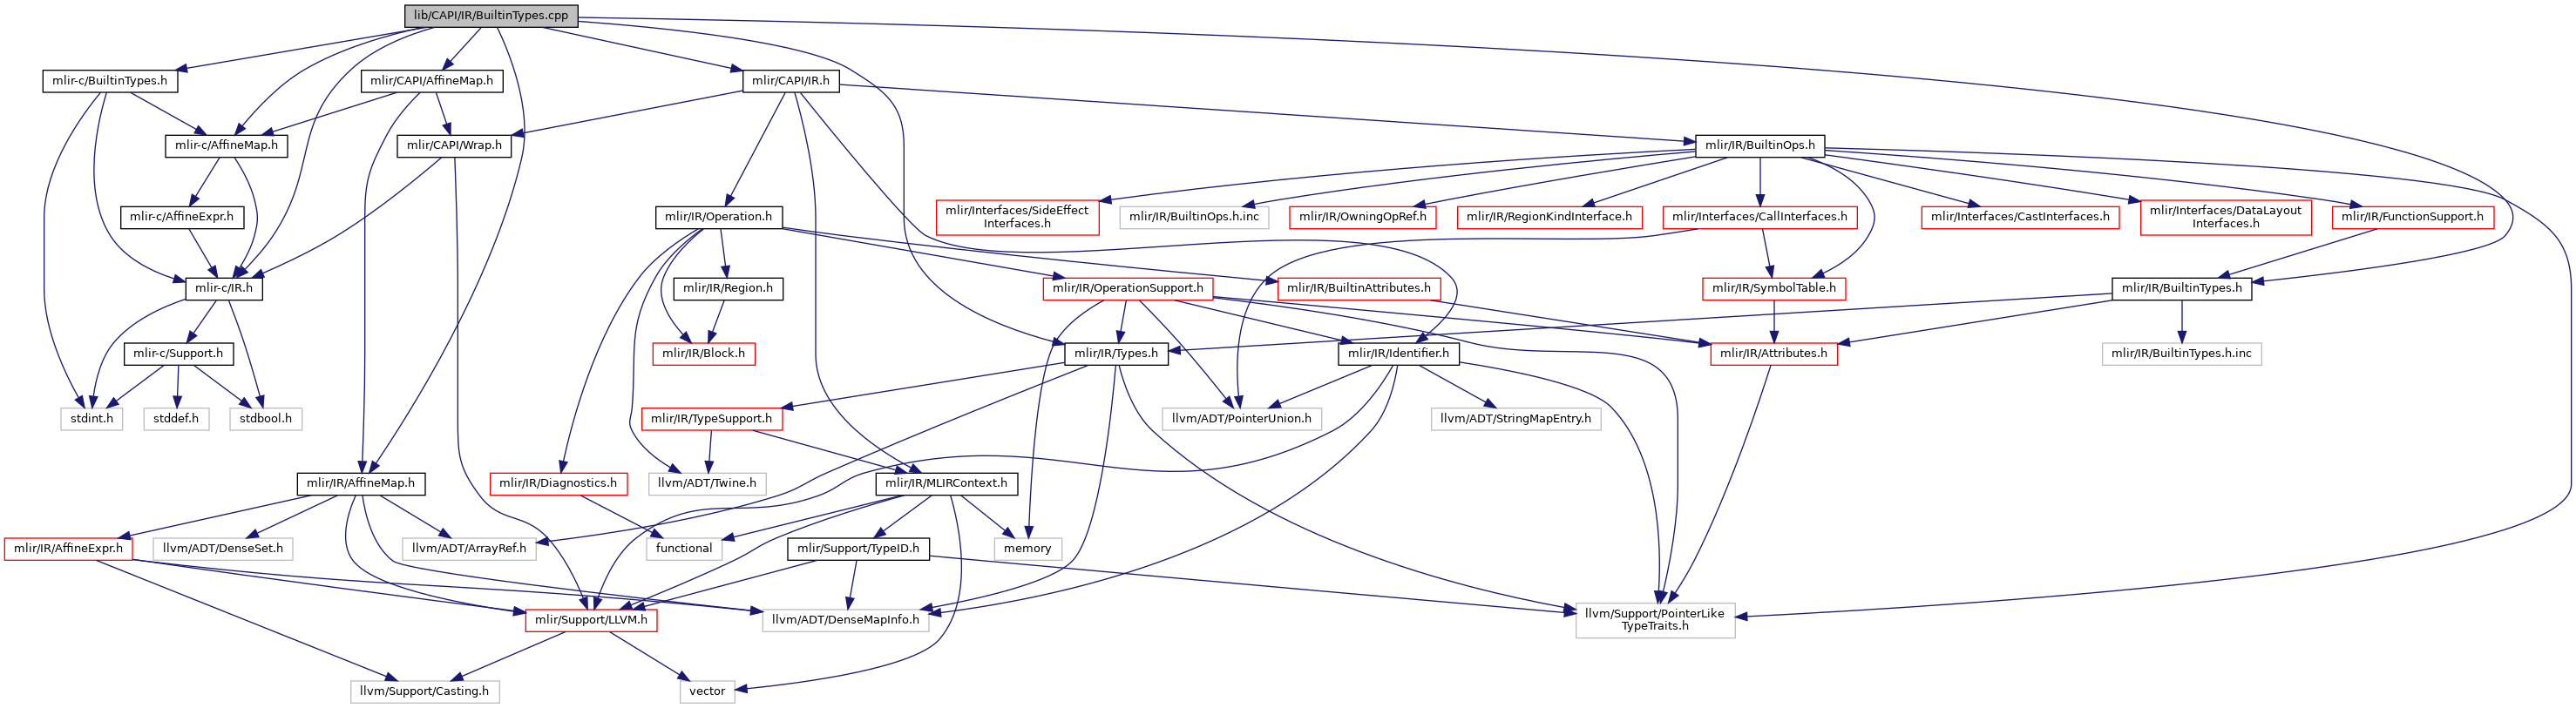 lib/CAPI/IR/BuiltinTypes.cpp
mlir-c/BuiltinTypes.h
mlir/CAPI/AffineMap.h
mlir/CAPI/IR.h
mlir-c/AffineMap.h
mlir/CAPI/Wrap.h
mlir/IR/BuiltinOps.h
mlir-c/AffineExpr.h
mlir/IR/Operation.h
mlir/Interfaces/SideEffect
Interfaces.h
mlir/IR/BuiltinOps.h.inc
mlir/IR/OwningOpRef.h
mlir/IR/RegionKindInterface.h
mlir/Interfaces/CallInterfaces.h
mlir/Interfaces/CastInterfaces.h
mlir/Interfaces/DataLayout
Interfaces.h
mlir/IR/FunctionSupport.h
mlir-c/IR.h
mlir/IR/Region.h
mlir/IR/OperationSupport.h
mlir/IR/BuiltinAttributes.h
mlir/IR/SymbolTable.h
mlir/IR/BuiltinTypes.h
mlir-c/Support.h
mlir/IR/Block.h
mlir/IR/Types.h
mlir/IR/Identifier.h
mlir/IR/Attributes.h
mlir/IR/BuiltinTypes.h.inc
stdint.h
stddef.h
stdbool.h
mlir/IR/TypeSupport.h
llvm/ADT/PointerUnion.h
llvm/ADT/StringMapEntry.h
mlir/IR/AffineMap.h
mlir/IR/Diagnostics.h
llvm/ADT/Twine.h
mlir/IR/MLIRContext.h
mlir/IR/AffineExpr.h
llvm/ADT/DenseSet.h
llvm/ADT/ArrayRef.h
functional
mlir/Support/TypeID.h
memory
mlir/Support/LLVM.h
llvm/ADT/DenseMapInfo.h
llvm/Support/PointerLike
TypeTraits.h
llvm/Support/Casting.h
vector